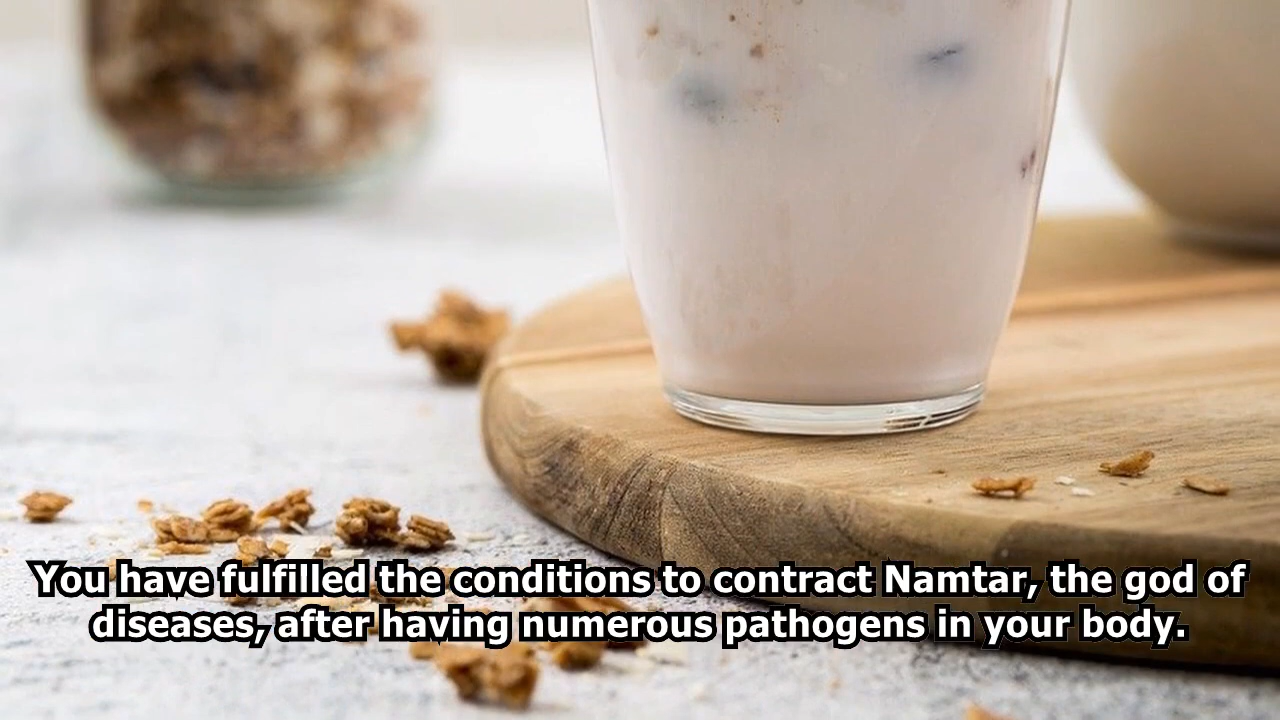 You have fulfilled the conditions to contract Namtar, the god of
diseases, after having numerous pathogens in your body.